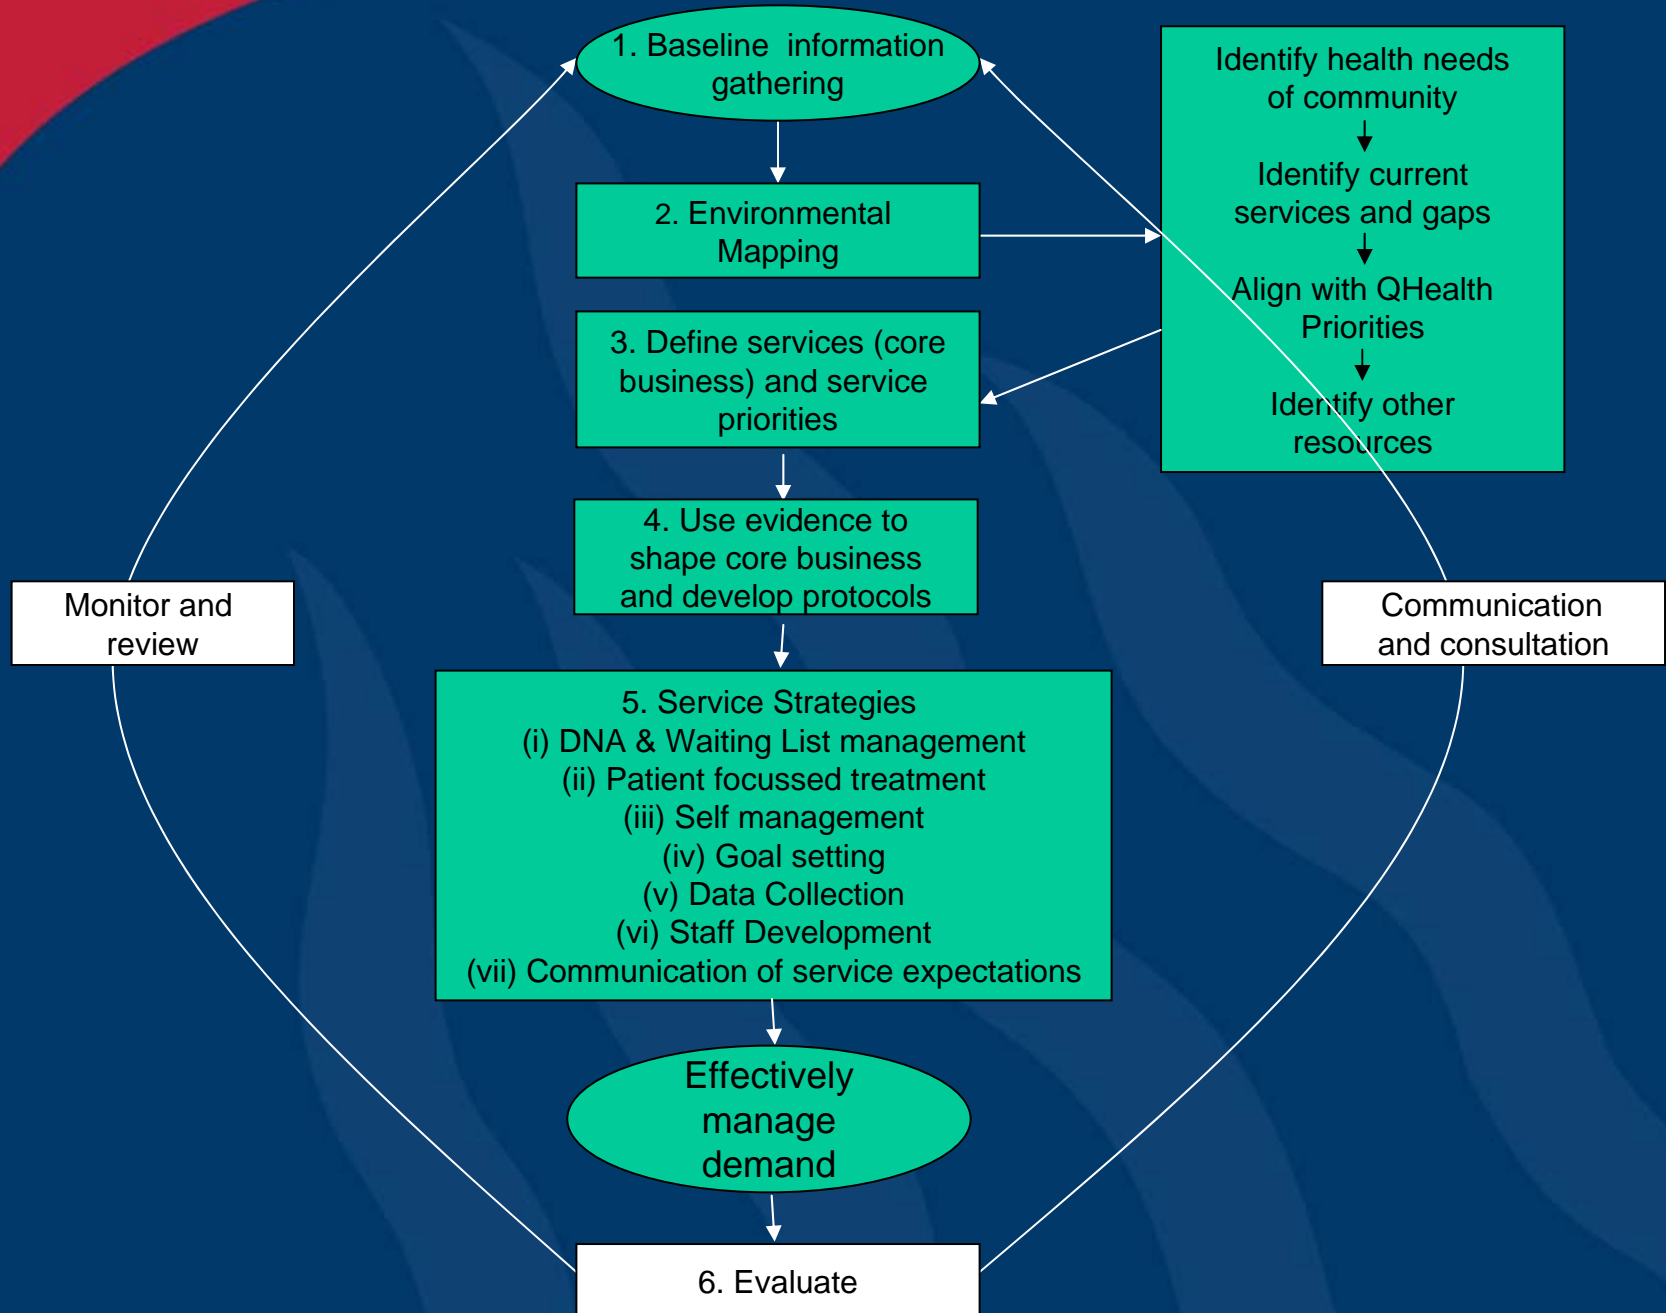 1. Baseline information
gathering
Identify health needs
of community
Identify current
services and gaps
Align with QHealth
Priorities
Identify other
resources
2. Environmental
Mapping
3. Define services (core
business) and service
priorities
4. Use evidence to
shape core business
and develop protocols
Monitor and
review
Communication
and consultation
5. Service Strategies
(i) DNA & Waiting List management
(ii) Patient focussed treatment
(iii) Self management
(iv) Goal setting
(v) Data Collection
(vi) Staff Development
(vii) Communication of service expectations
Effectively
manage
demand
6. Evaluate